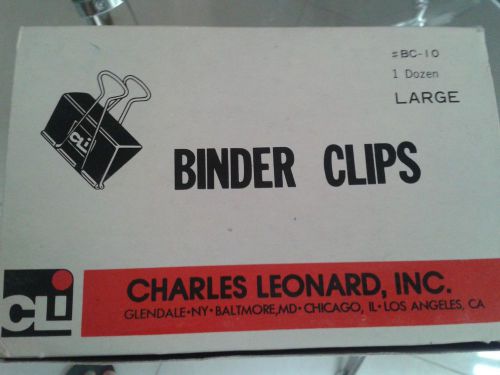 #BC-10
1 Dozen
LARGE
CLi
BINDER CLIPS
CLi
CHARLES LEONARD, INC.
GLENDALE•NY•BALTMORE,MD•CHICAGO, IL•LOS ANGELES, CA